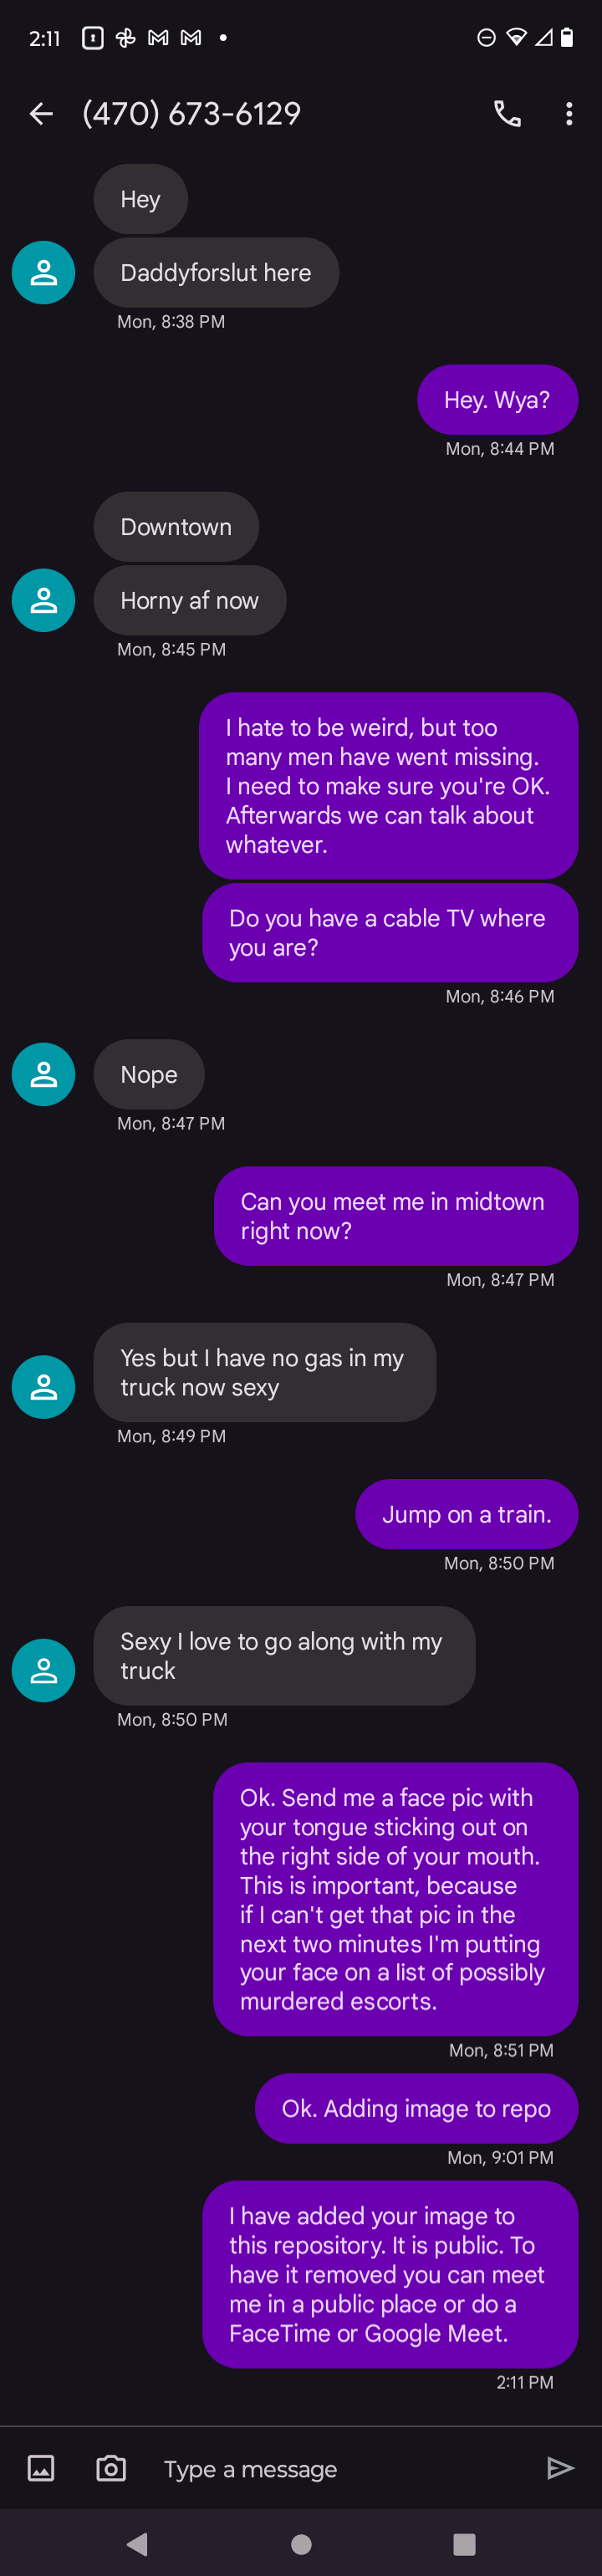 2:11
(470) 673-6129
Hey
Daddyforslut here
Mon, 8:38 PM
Hey. Wya?
Mon, 8:44 PM
Downtown
Horny af now
Mon, 8:45 PM
I hate to be weird, but too
many men have went missing.
I need to make sure you're OK.
Afterwards we can talk about
whatever.
Do you have a cable TV where
you are?
Mon, 8:46 PM
Nope
Mon, 8:47 PM
Can you meet me in midtown
right now?
Mon, 8:47 PM
Yes but I have no gas in my
truck now sexy
Mon, 8:49 PM
Jump on a train.
Mon, 8:50 PM
Sexy I love to go along with my
truck
Mon, 8:50 PM
Ok. Send me a face pic with
your tongue sticking out on
the right side of your mouth.
This is important, because
if I can't get that pic in the
next two minutes I'm putting
your face on a list of possibly
murdered escorts.
Mon, 8:51 PM
Ok. Adding image to repo
Mon, 9:01 PM
I have added your image to
this repository. It is public. To
have it removed you can meet
me in a public place or do a
FaceTime or Google Meet.
2:11 PM
Type a message